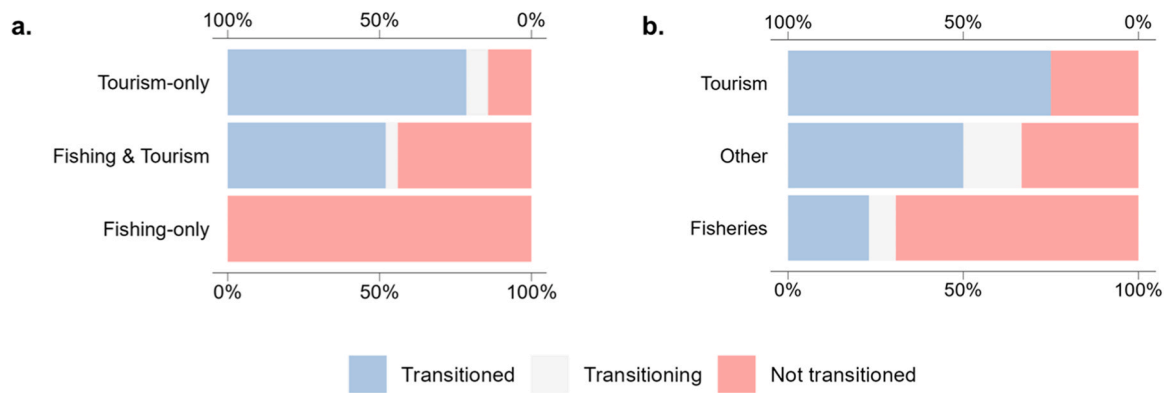 a.
100% 50% 0%
Tourism-only
Fishing & Tourism
Fishing-only
0% 50% 100%
b.
100% 50% 0%
Tourism
Other
Fisheries
0% 50% 100%
Transitioned Transitioning Not transitioned